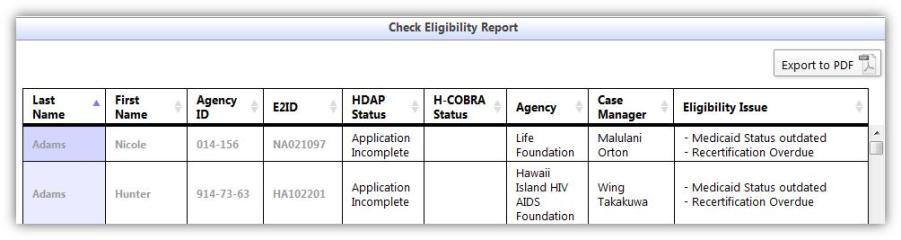 Check Eligibility Report
Export to PDF
Last Name First Name Agency ID E2ID HDAP Status H-COBRA Status Agency Case Manager Eligibility Issue
Adams Nicole 014-156 NA021097 Application Incomplete Life Foundation Malulani Orton - Medicaid Status outdated
- Recertification Overdue
Adams Hunter 914-73-63 HA102201 Application Incomplete Hawaii Island HIV AIDS Foundation Wing Takakuwa - Medicaid Status outdated
- Recertification Overdue